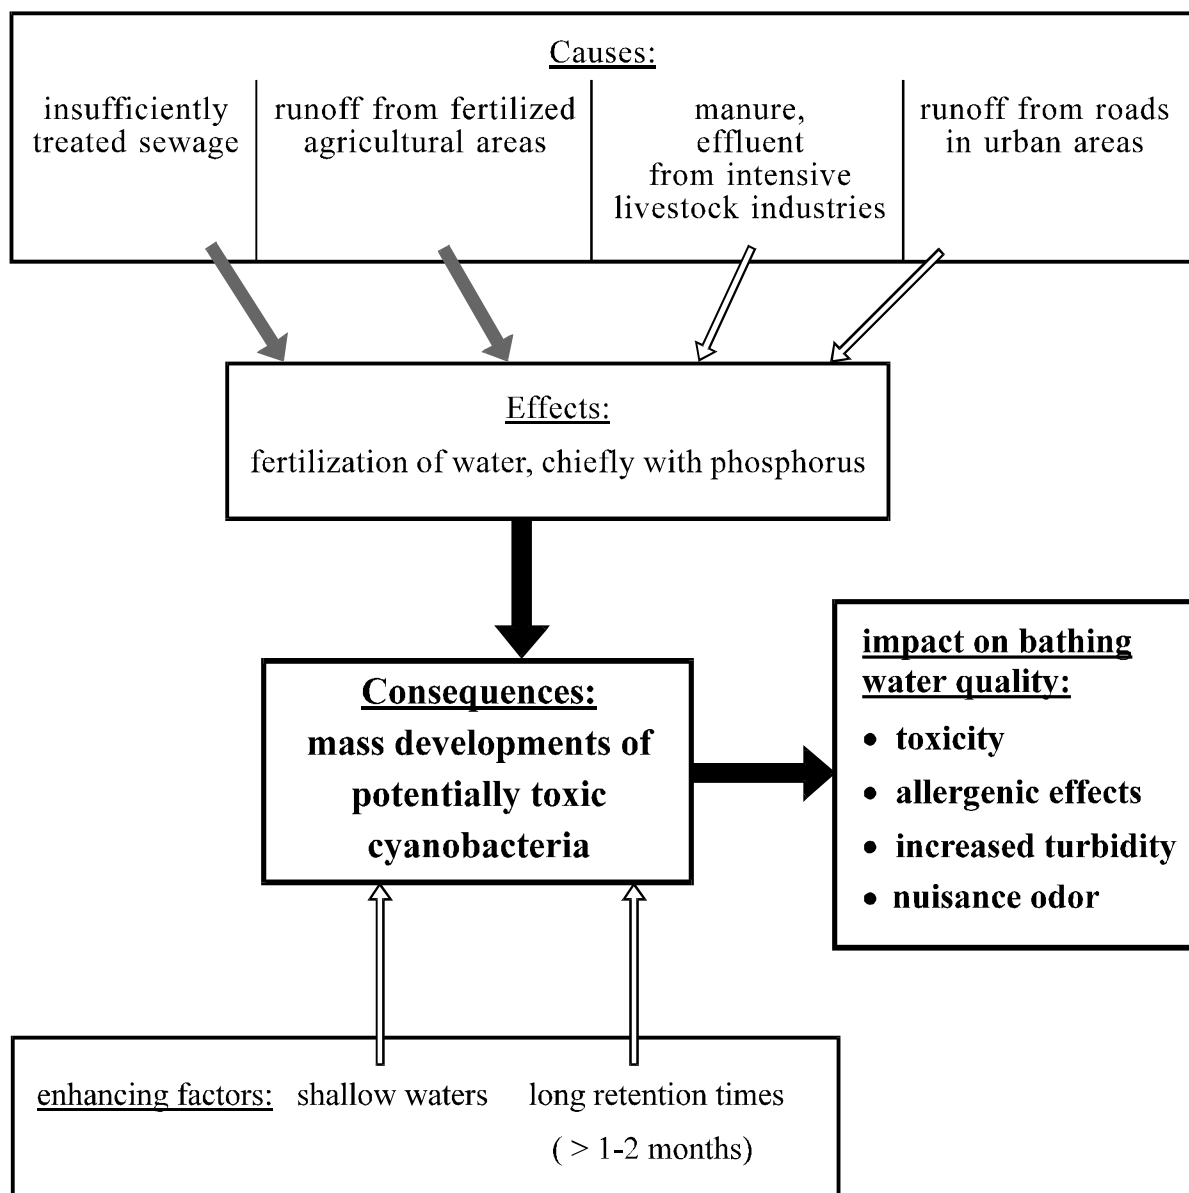 Causes:
insufficiently
treated sewage
runoff from fertilized
agricultural areas
manure,
effluent
from intensive
livestock industries
runoff from roads
in urban areas
Effects:
fertilization of water, chiefly with phosphorus
Consequences:
mass developments of
potentially toxic
cyanobacteria
impact on bathing
water quality:
• toxicity
• allergenic effects
• increased turbidity
• nuisance odor
enhancing factors: shallow waters long retention times
( > 1-2 months)